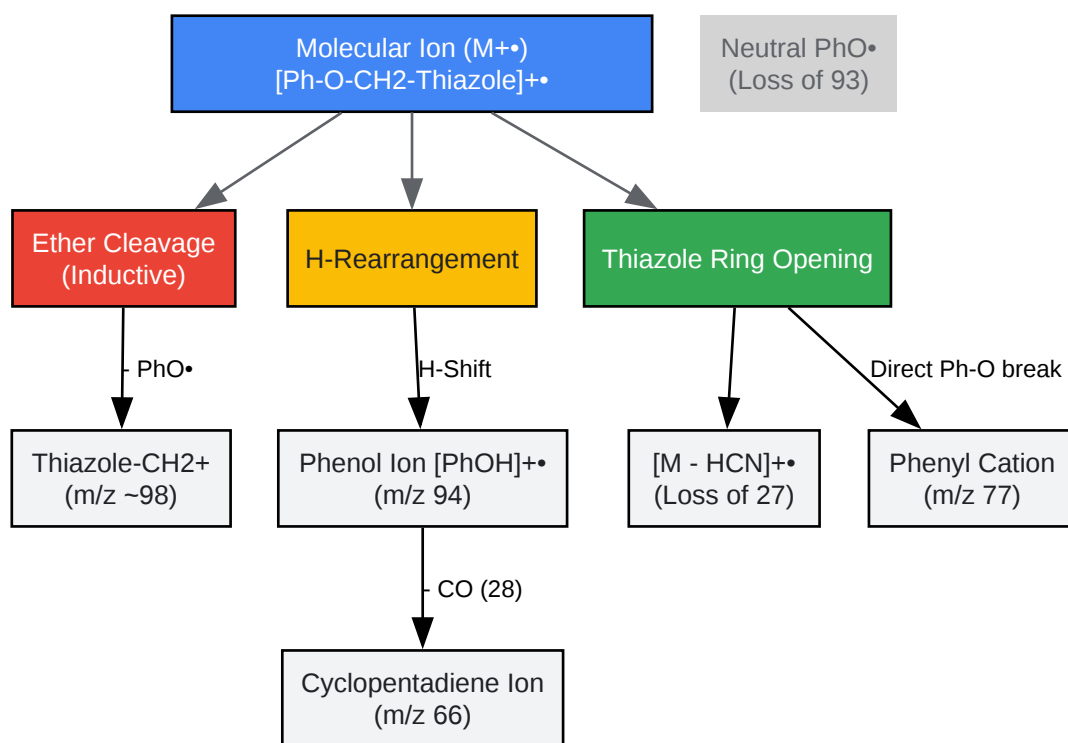 Molecular Ion (M+•)
[Ph-O-CH2-Thiazole]+•
Neutral PhO•
(Loss of 93)
Ether Cleavage
(Inductive)
H-Rearrangement
Thiazole Ring Opening
- PhO•
H-Shift
Direct Ph-O break
Thiazole-CH2+
(m/z ~98)
Phenol Ion [PhOH]+•
(m/z 94)
[M - HCN]+•
(Loss of 27)
Phenyl Cation
(m/z 77)
- CO (28)
Cyclopentadiene Ion
(m/z 66)